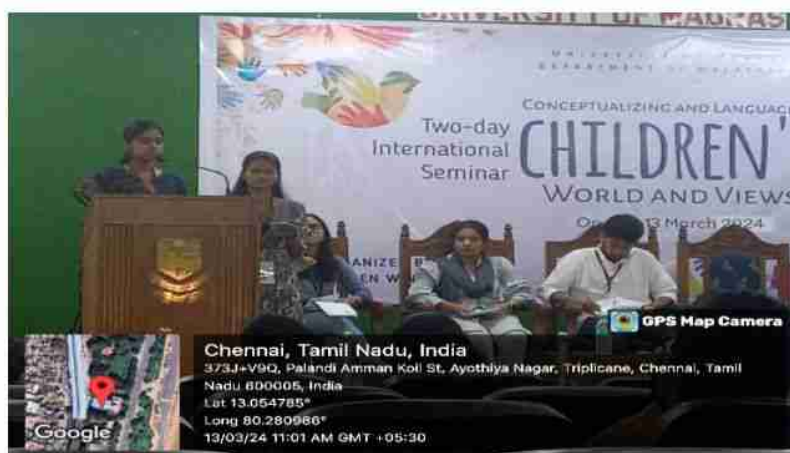 UNIVERSITY OF MADRAS
CONCEPTUALIZING AND LANGUAGE
Two-day
International
Seminar
CHILDREN'
WORLD AND VIEWS
13 March 2024
GPS Map Camera
Chennai, Tamil Nadu, India
373J+V9Q, Palandi Amman Koil St, Ayothiya Nagar, Triplicane, Chennai, Tamil
Nadu 600005, India
Lat 13.054785°
Long 80.280986°
13/03/24 11:01 AM GMT +05:30
Google